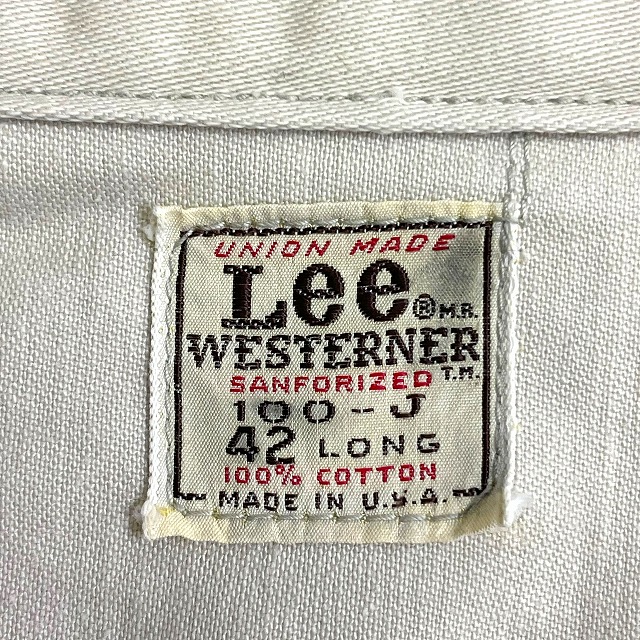 UNION MADE
Lee ® M.R.
WESTERNER T.M.
SANFORIZED
100-J
42 LONG
100% COTTON
MADE IN U.S.A.